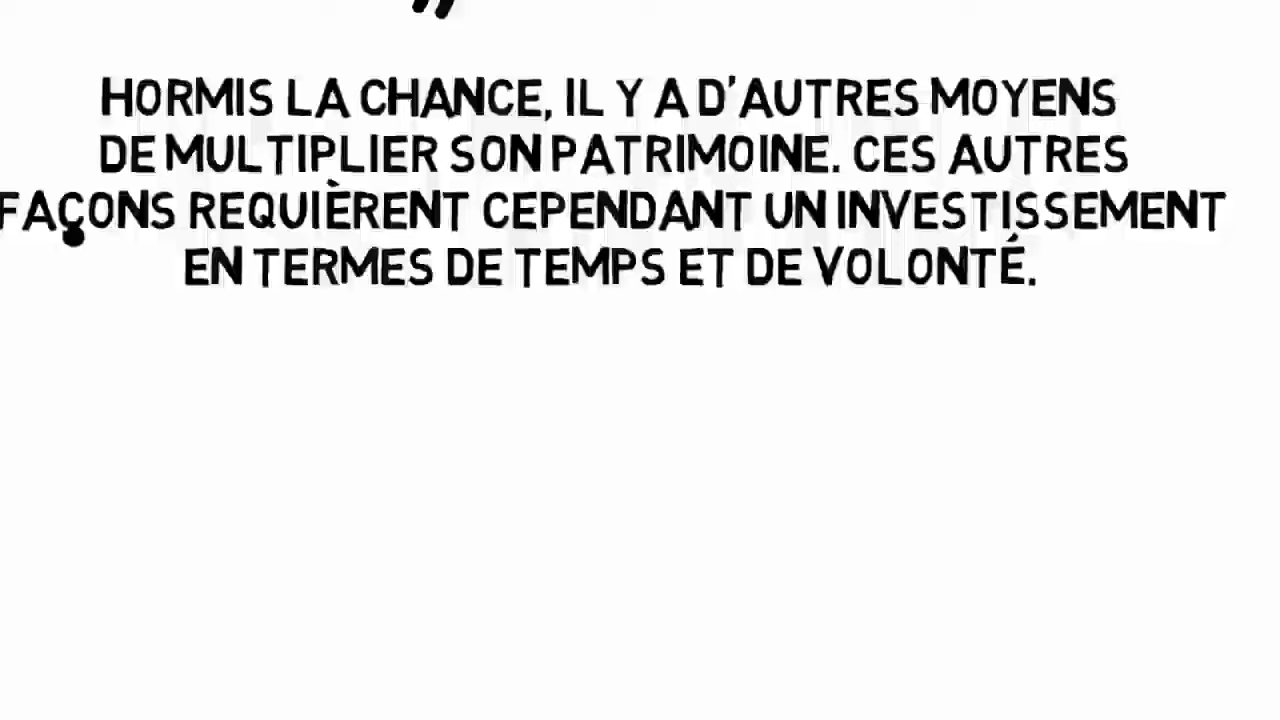 HORMIS LA CHANCE, IL Y A D'AUTRES MOYENS
DE MULTIPLIER SON PATRIMOINE. CES AUTRES
FAÇONS REQUIÈRENT CEPENDANT UN INVESTISSEMENT
EN TERMES DE TEMPS ET DE VOLONTÉ.